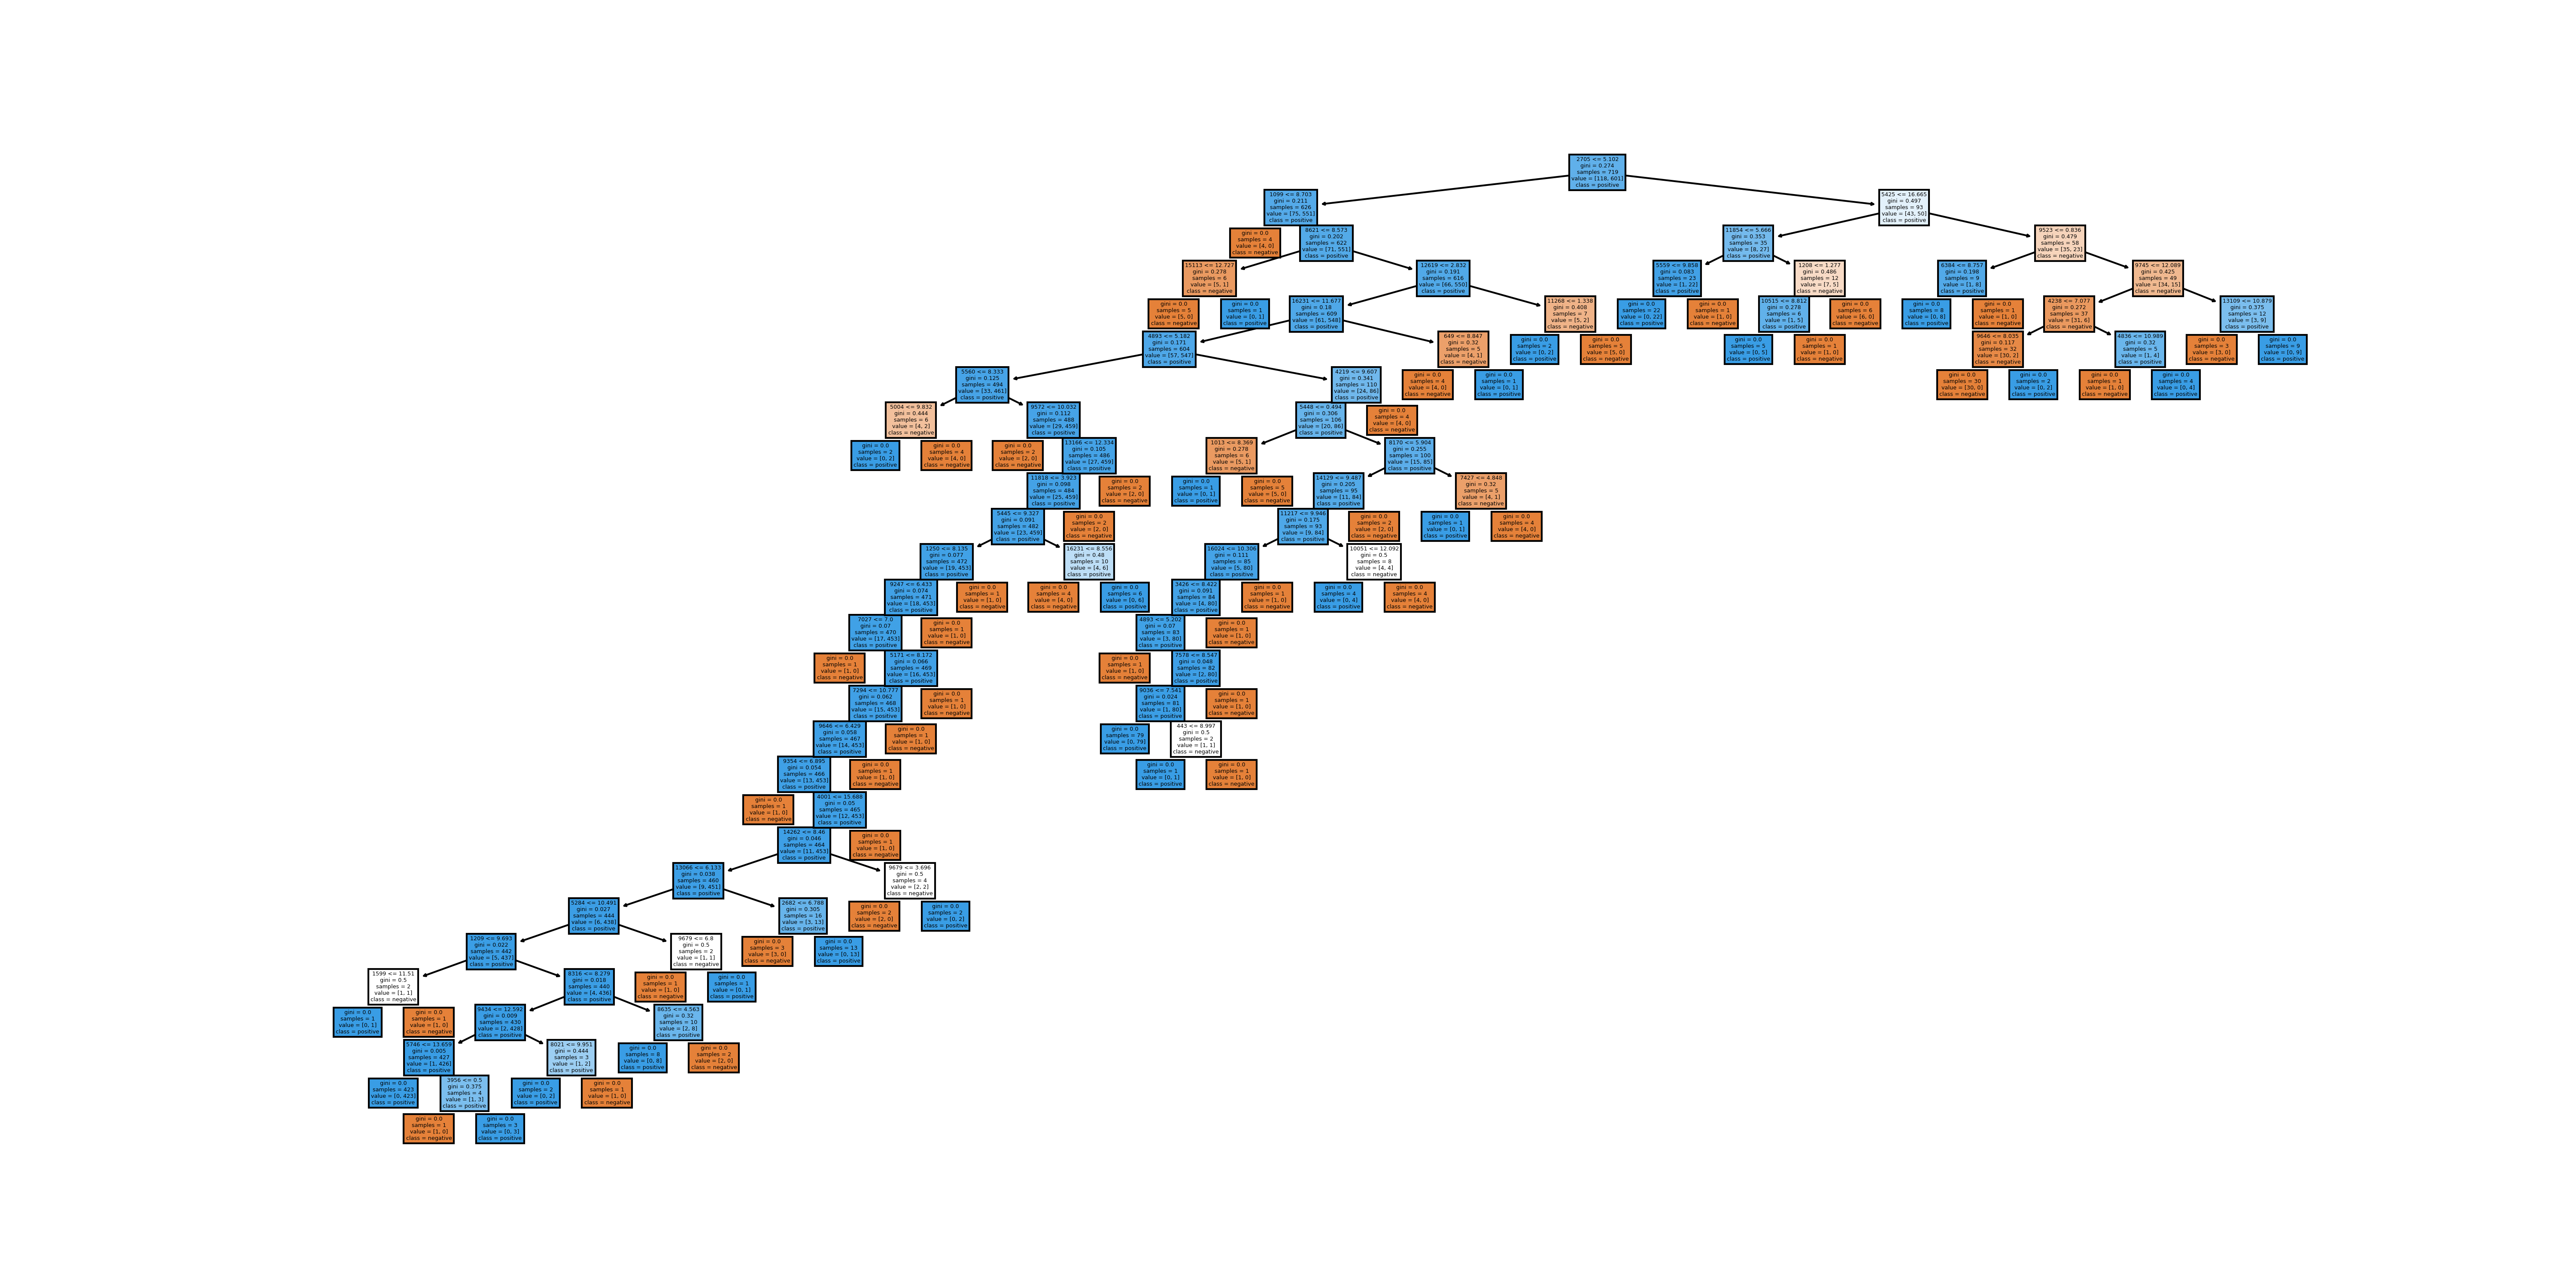 2705 <= 5.102
gini = 0.274
samples = 719
value = [118, 601]
class = positive
1099 <= 8.703
gini = 0.211
samples = 626
value = [75, 551]
class = positive
5425 <= 16.665
gini = 0.497
samples = 93
value = [43, 50]
class = positive
gini = 0.0
samples = 4
value = [4, 0]
class = negative
6621 <= 8.573
gini = 0.202
samples = 622
value = [71, 551]
class = positive
11854 <= 5.666
gini = 0.353
samples = 35
value = [8, 27]
class = positive
9523 <= 0.836
gini = 0.479
samples = 58
value = [35, 23]
class = negative
15113 <= 12.727
gini = 0.278
samples = 6
value = [5, 1]
class = negative
12619 <= 2.832
gini = 0.191
samples = 616
value = [66, 550]
class = positive
5559 <= 9.858
gini = 0.083
samples = 23
value = [1, 22]
class = positive
1208 <= 1.277
gini = 0.486
samples = 12
value = [7, 5]
class = negative
6384 <= 8.757
gini = 0.198
samples = 9
value = [1, 8]
class = positive
9745 <= 12.089
gini = 0.425
samples = 49
value = [34, 15]
class = negative
gini = 0.0
samples = 5
value = [5, 0]
class = negative
gini = 0.0
samples = 1
value = [0, 1]
class = positive
16231 <= 11.677
gini = 0.18
samples = 609
value = [61, 548]
class = positive
11268 <= 1.338
gini = 0.408
samples = 7
value = [5, 2]
class = negative
gini = 0.0
samples = 22
value = [0, 22]
class = positive
gini = 0.0
samples = 1
value = [1, 0]
class = negative
10515 <= 8.812
gini = 0.278
samples = 6
value = [1, 5]
class = positive
gini = 0.0
samples = 6
value = [6, 0]
class = negative
gini = 0.0
samples = 8
value = [0, 8]
class = positive
gini = 0.0
samples = 1
value = [1, 0]
class = negative
4238 <= 7.077
gini = 0.272
samples = 37
value = [31, 6]
class = negative
13109 <= 10.879
gini = 0.375
samples = 12
value = [3, 9]
class = positive
4893 <= 5.182
gini = 0.171
samples = 604
value = [57, 547]
class = positive
649 <= 8.847
gini = 0.32
samples = 5
value = [4, 1]
class = negative
gini = 0.0
samples = 2
value = [0, 2]
class = positive
gini = 0.0
samples = 5
value = [5, 0]
class = negative
gini = 0.0
samples = 5
value = [0, 5]
class = positive
gini = 0.0
samples = 1
value = [1, 0]
class = negative
9646 <= 8.035
gini = 0.117
samples = 32
value = [30, 2]
class = negative
4836 <= 10.989
gini = 0.32
samples = 5
value = [1, 4]
class = positive
gini = 0.0
samples = 3
value = [3, 0]
class = negative
gini = 0.0
samples = 9
value = [0, 9]
class = positive
5560 <= 8.333
gini = 0.125
samples = 494
value = [33, 461]
class = positive
4219 <= 9.607
gini = 0.341
samples = 110
value = [24, 86]
class = positive
gini = 0.0
samples = 4
value = [4, 0]
class = negative
gini = 0.0
samples = 1
value = [0, 1]
class = positive
gini = 0.0
samples = 30
value = [30, 0]
class = negative
gini = 0.0
samples = 2
value = [0, 2]
class = positive
gini = 0.0
samples = 1
value = [1, 0]
class = negative
gini = 0.0
samples = 4
value = [0, 4]
class = positive
5004 <= 9.832
gini = 0.444
samples = 6
value = [4, 2]
class = negative
9572 <= 10.032
gini = 0.112
samples = 488
value = [29, 459]
class = positive
5448 <= 0.494
gini = 0.306
samples = 106
value = [20, 86]
class = positive
gini = 0.0
samples = 4
value = [4, 0]
class = negative
gini = 0.0
samples = 2
value = [0, 2]
class = positive
gini = 0.0
samples = 4
value = [4, 0]
class = negative
gini = 0.0
samples = 2
value = [2, 0]
class = negative
13166 <= 12.334
gini = 0.105
samples = 486
value = [27, 459]
class = positive
1013 <= 8.369
gini = 0.278
samples = 6
value = [5, 1]
class = negative
8170 <= 5.904
gini = 0.255
samples = 100
value = [15, 85]
class = positive
11818 <= 3.923
gini = 0.098
samples = 484
value = [25, 459]
class = positive
gini = 0.0
samples = 2
value = [2, 0]
class = negative
gini = 0.0
samples = 1
value = [0, 1]
class = positive
gini = 0.0
samples = 5
value = [5, 0]
class = negative
14129 <= 9.487
gini = 0.205
samples = 95
value = [11, 84]
class = positive
7427 <= 4.848
gini = 0.32
samples = 5
value = [4, 1]
class = negative
5445 <= 9.327
gini = 0.091
samples = 482
value = [23, 459]
class = positive
gini = 0.0
samples = 2
value = [2, 0]
class = negative
11217 <= 9.946
gini = 0.175
samples = 93
value = [9, 84]
class = positive
gini = 0.0
samples = 2
value = [2, 0]
class = negative
gini = 0.0
samples = 1
value = [0, 1]
class = positive
gini = 0.0
samples = 4
value = [4, 0]
class = negative
1250 <= 8.135
gini = 0.077
samples = 472
value = [19, 453]
class = positive
16231 <= 8.556
gini = 0.48
samples = 10
value = [4, 6]
class = positive
16024 <= 10.306
gini = 0.111
samples = 85
value = [5, 80]
class = positive
10051 <= 12.092
gini = 0.5
samples = 8
value = [4, 4]
class = negative
9247 <= 6.433
gini = 0.074
samples = 471
value = [18, 453]
class = positive
gini = 0.0
samples = 1
value = [1, 0]
class = negative
gini = 0.0
samples = 4
value = [4, 0]
class = negative
gini = 0.0
samples = 6
value = [0, 6]
class = positive
3426 <= 8.422
gini = 0.091
samples = 84
value = [4, 80]
class = positive
gini = 0.0
samples = 1
value = [1, 0]
class = negative
gini = 0.0
samples = 4
value = [0, 4]
class = positive
gini = 0.0
samples = 4
value = [4, 0]
class = negative
7027 <= 7.0
gini = 0.07
samples = 470
value = [17, 453]
class = positive
gini = 0.0
samples = 1
value = [1, 0]
class = negative
4893 <= 5.202
gini = 0.07
samples = 83
value = [3, 80]
class = positive
gini = 0.0
samples = 1
value = [1, 0]
class = negative
gini = 0.0
samples = 1
value = [1, 0]
class = negative
5171 <= 8.172
gini = 0.066
samples = 469
value = [16, 453]
class = positive
gini = 0.0
samples = 1
value = [1, 0]
class = negative
7578 <= 8.547
gini = 0.048
samples = 82
value = [2, 80]
class = positive
7294 <= 10.777
gini = 0.062
samples = 468
value = [15, 453]
class = positive
gini = 0.0
samples = 1
value = [1, 0]
class = negative
9036 <= 7.541
gini = 0.024
samples = 81
value = [1, 80]
class = positive
gini = 0.0
samples = 1
value = [1, 0]
class = negative
9646 <= 6.429
gini = 0.058
samples = 467
value = [14, 453]
class = positive
gini = 0.0
samples = 1
value = [1, 0]
class = negative
gini = 0.0
samples = 79
value = [0, 79]
class = positive
443 <= 8.997
gini = 0.5
samples = 2
value = [1, 1]
class = negative
9354 <= 6.895
gini = 0.054
samples = 466
value = [13, 453]
class = positive
gini = 0.0
samples = 1
value = [1, 0]
class = negative
gini = 0.0
samples = 1
value = [0, 1]
class = positive
gini = 0.0
samples = 1
value = [1, 0]
class = negative
gini = 0.0
samples = 1
value = [1, 0]
class = negative
4001 <= 15.688
gini = 0.05
samples = 465
value = [12, 453]
class = positive
14262 <= 8.46
gini = 0.046
samples = 464
value = [11, 453]
class = positive
gini = 0.0
samples = 1
value = [1, 0]
class = negative
13066 <= 6.133
gini = 0.038
samples = 460
value = [9, 451]
class = positive
9679 <= 3.696
gini = 0.5
samples = 4
value = [2, 2]
class = negative
5284 <= 10.491
gini = 0.027
samples = 444
value = [6, 438]
class = positive
2682 <= 6.788
gini = 0.305
samples = 16
value = [3, 13]
class = positive
gini = 0.0
samples = 2
value = [2, 0]
class = negative
gini = 0.0
samples = 2
value = [0, 2]
class = positive
1209 <= 9.693
gini = 0.022
samples = 442
value = [5, 437]
class = positive
9679 <= 6.8
gini = 0.5
samples = 2
value = [1, 1]
class = negative
gini = 0.0
samples = 3
value = [3, 0]
class = negative
gini = 0.0
samples = 13
value = [0, 13]
class = positive
1599 <= 11.51
gini = 0.5
samples = 2
value = [1, 1]
class = negative
8316 <= 8.279
gini = 0.018
samples = 440
value = [4, 436]
class = positive
gini = 0.0
samples = 1
value = [1, 0]
class = negative
gini = 0.0
samples = 1
value = [0, 1]
class = positive
gini = 0.0
samples = 1
value = [0, 1]
class = positive
gini = 0.0
samples = 1
value = [1, 0]
class = negative
9434 <= 12.592
gini = 0.009
samples = 430
value = [2, 428]
class = positive
8635 <= 4.563
gini = 0.32
samples = 10
value = [2, 8]
class = positive
5746 <= 13.659
gini = 0.005
samples = 427
value = [1, 426]
class = positive
8021 <= 9.951
gini = 0.444
samples = 3
value = [1, 2]
class = positive
gini = 0.0
samples = 8
value = [0, 8]
class = positive
gini = 0.0
samples = 2
value = [2, 0]
class = negative
gini = 0.0
samples = 423
value = [0, 423]
class = positive
3956 <= 0.5
gini = 0.375
samples = 4
value = [1, 3]
class = positive
gini = 0.0
samples = 2
value = [0, 2]
class = positive
gini = 0.0
samples = 1
value = [1, 0]
class = negative
gini = 0.0
samples = 1
value = [1, 0]
class = negative
gini = 0.0
samples = 3
value = [0, 3]
class = positive